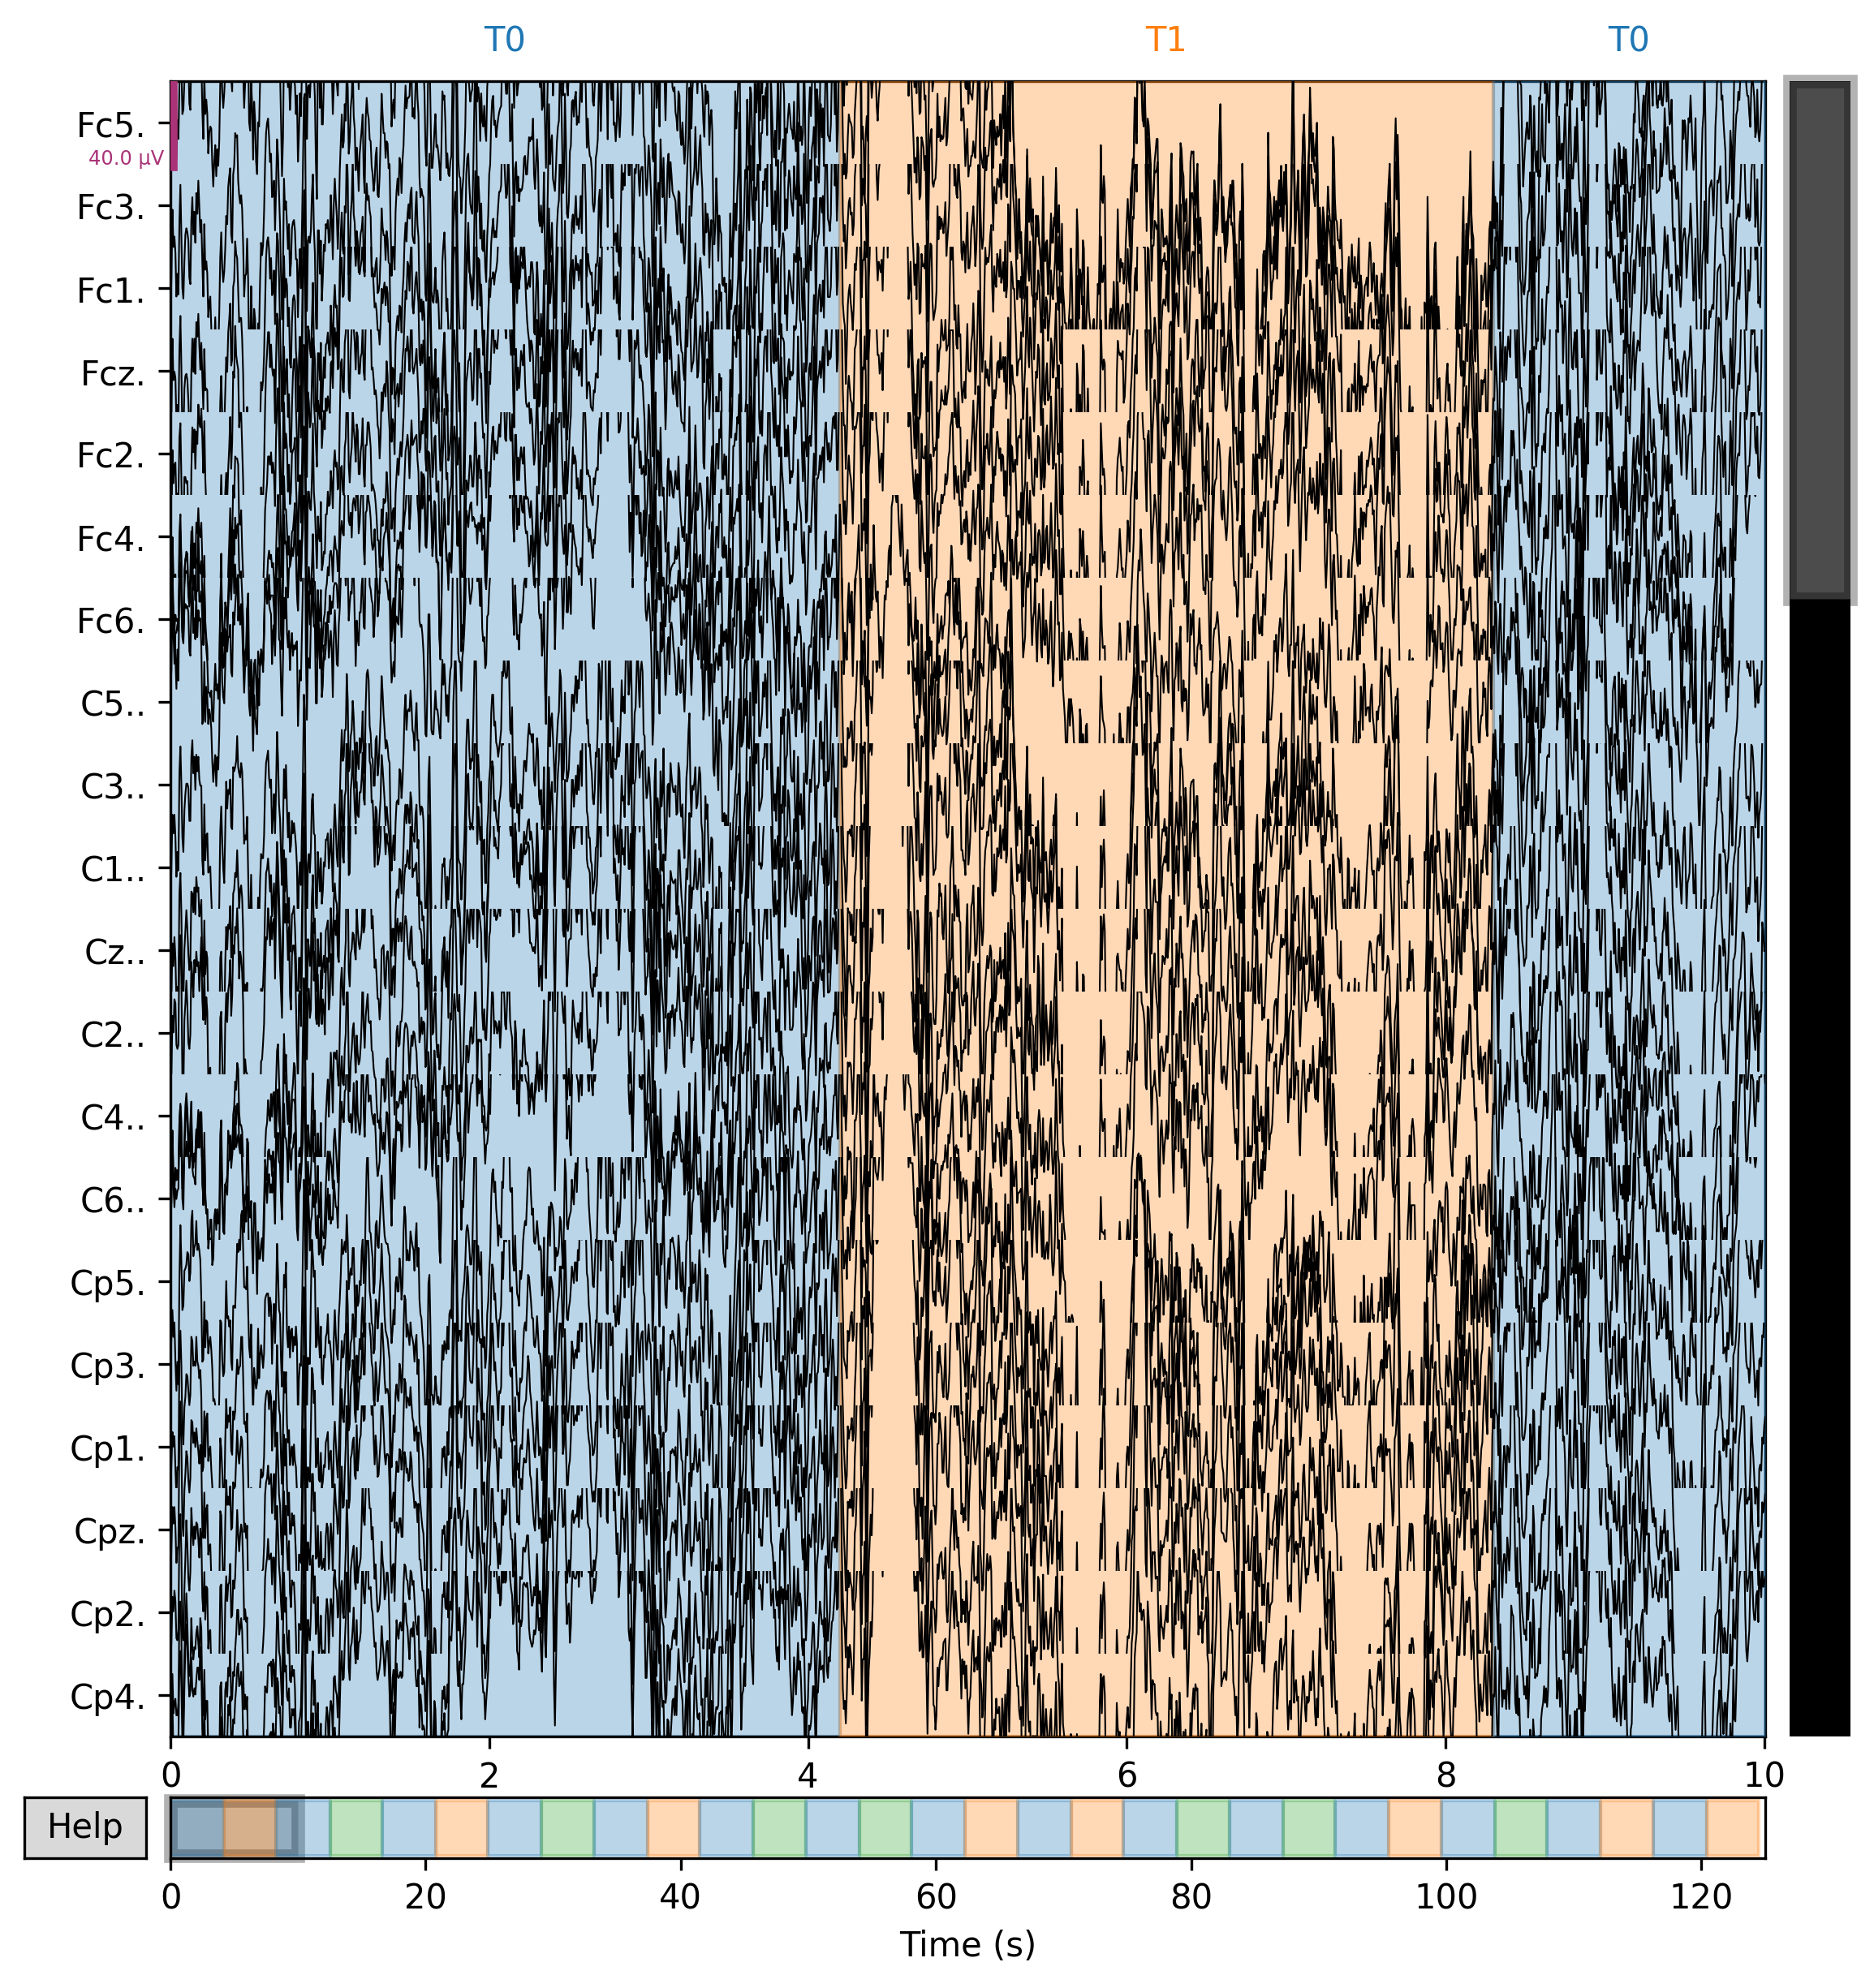 T0 T1 T0
Fc5.
40.0 µV
Fc3.
Fc1.
Fcz.
Fc2.
Fc4.
Fc6.
C5..
C3..
C1..
Cz..
C2..
C4..
C6..
Cp5.
Cp3.
Cp1.
Cpz.
Cp2.
Cp4.
0 2 4 6 8 10
Help
0 20 40 60 80 100 120
Time (s)